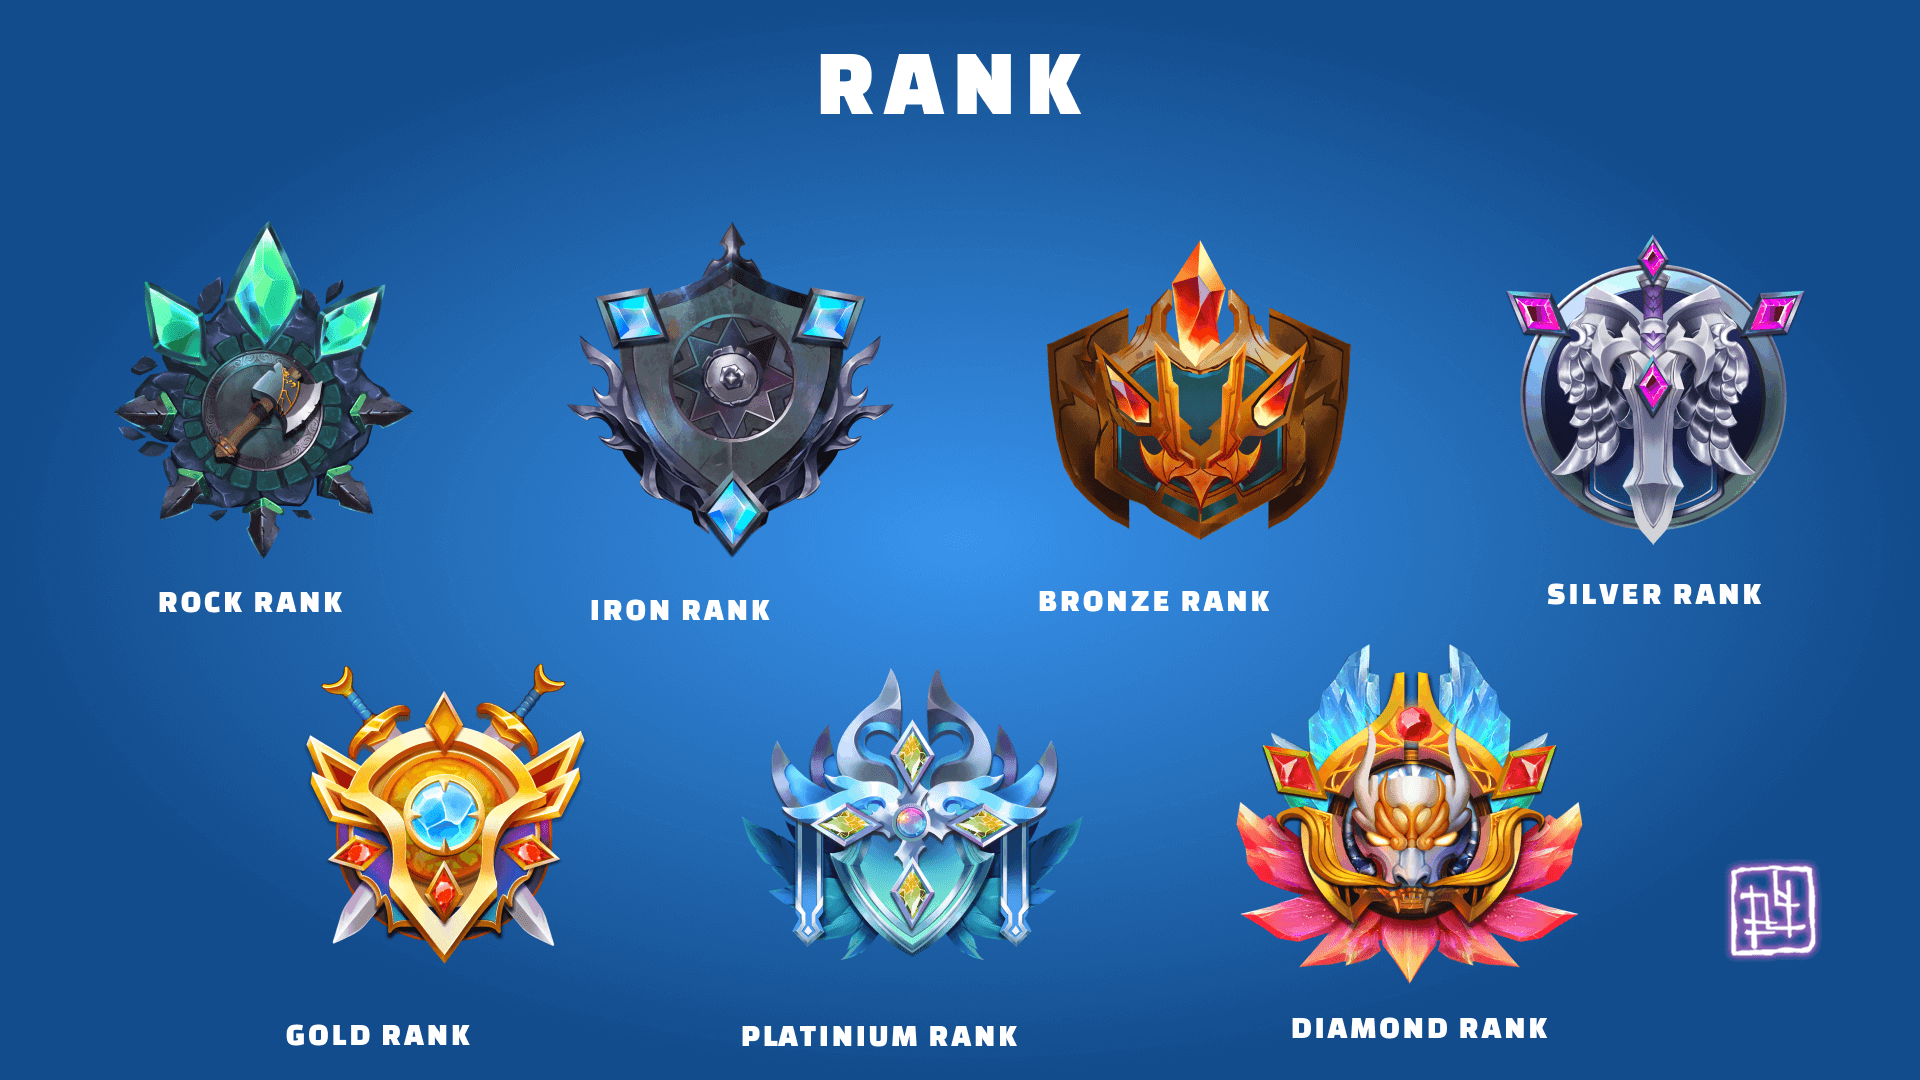 RANK
ROCK RANK
IRON RANK
BRONZE RANK
SILVER RANK
GOLD RANK
PLATINIUM RANK
DIAMOND RANK